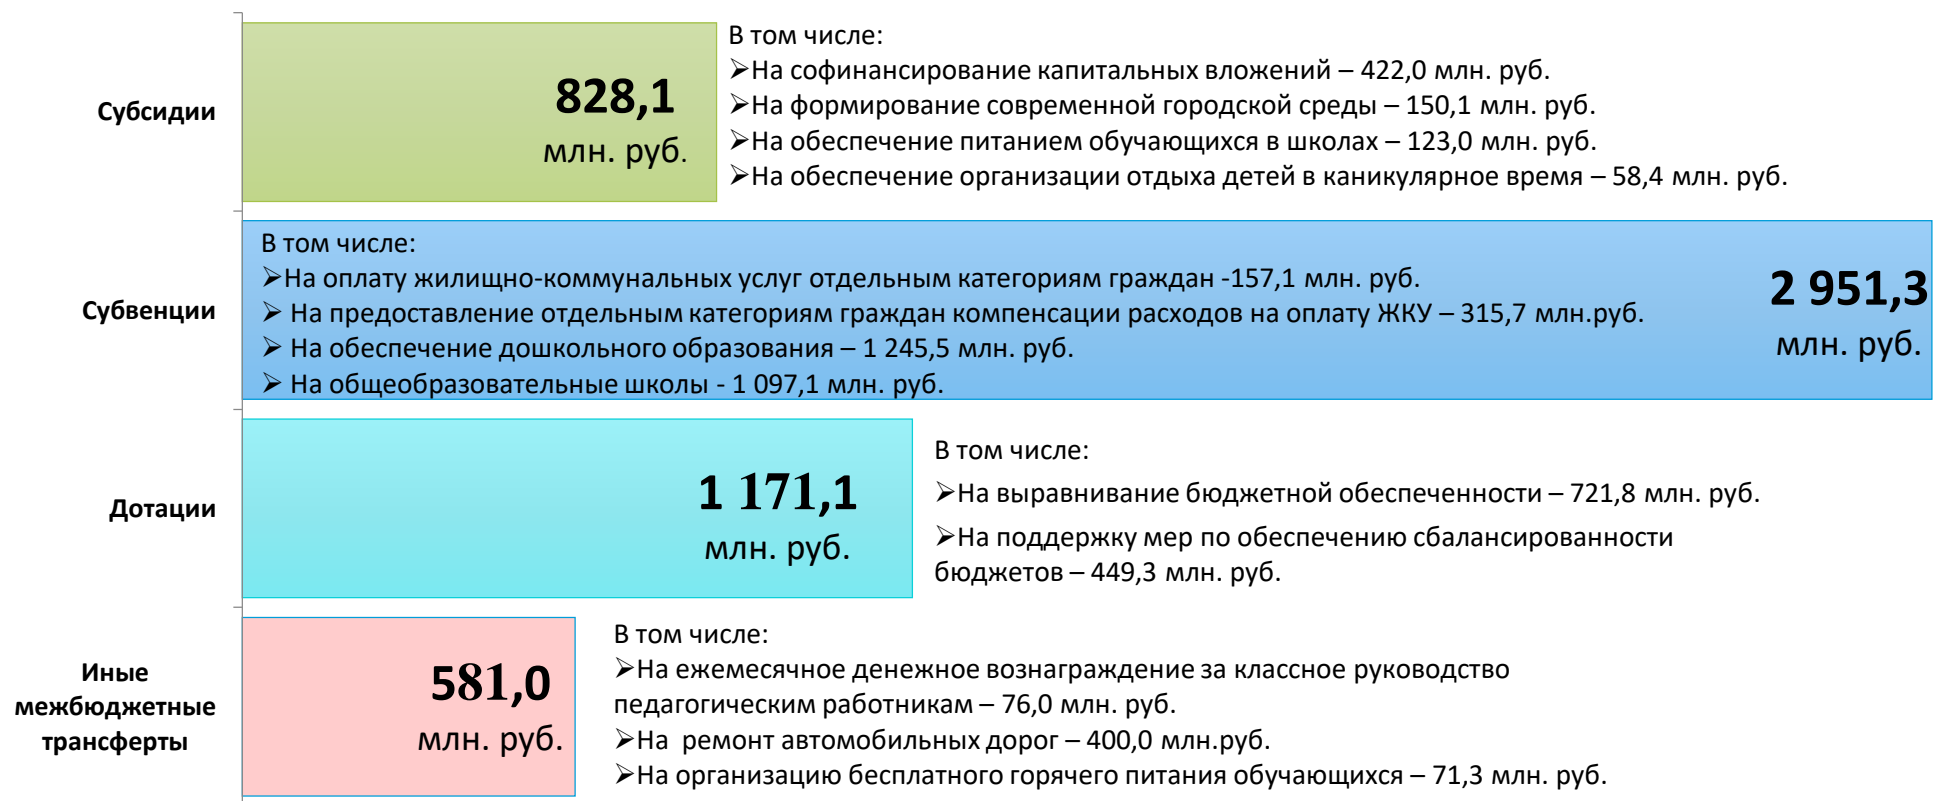 Субсидии
828,1
млн. руб.
В том числе:
➢На софинансирование капитальных вложений – 422,0 млн. руб.
➢На формирование современной городской среды – 150,1 млн. руб.
➢На обеспечение питанием обучающихся в школах – 123,0 млн. руб.
➢На обеспечение организации отдыха детей в каникулярное время – 58,4 млн. руб.
Субвенции
В том числе:
➢На оплату жилищно-коммунальных услуг отдельным категориям граждан -157,1 млн. руб.
➢ На предоставление отдельным категориям граждан компенсации расходов на оплату ЖКУ – 315,7 млн.руб.
➢ На обеспечение дошкольного образования – 1 245,5 млн. руб.
➢ На общеобразовательные школы - 1 097,1 млн. руб.
2 951,3
млн. руб.
Дотации
1 171,1
млн. руб.
В том числе:
➢На выравнивание бюджетной обеспеченности – 721,8 млн. руб.
➢На поддержку мер по обеспечению сбалансированности
бюджетов – 449,3 млн. руб.
Иные
межбюджетные
трансферты
581,0
млн. руб.
В том числе:
➢На ежемесячное денежное вознаграждение за классное руководство
педагогическим работникам – 76,0 млн. руб.
➢На  ремонт автомобильных дорог – 400,0 млн.руб.
➢На организацию бесплатного горячего питания обучающихся – 71,3 млн. руб.